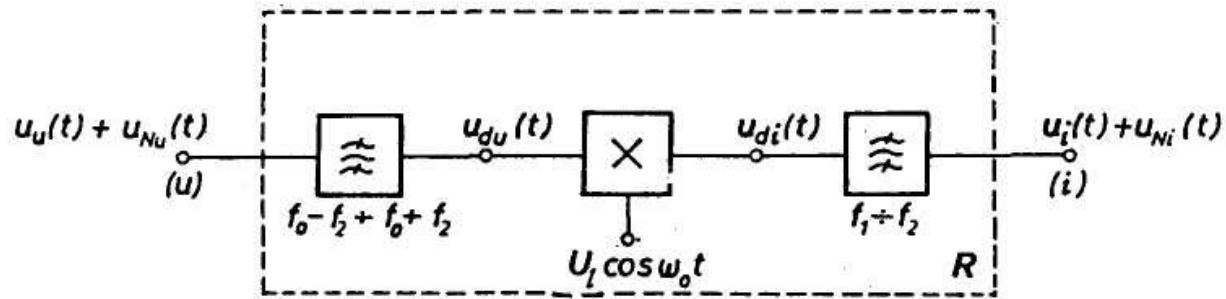 u_u(t) + u_Nu(t)
(u)
f_o - f_2 + f_o + f_2
u_du(t)
×
U_l cos ω_o t
u_di(t)
f_1 ÷ f_2
R
u_i(t) + u_Ni(t)
(i)